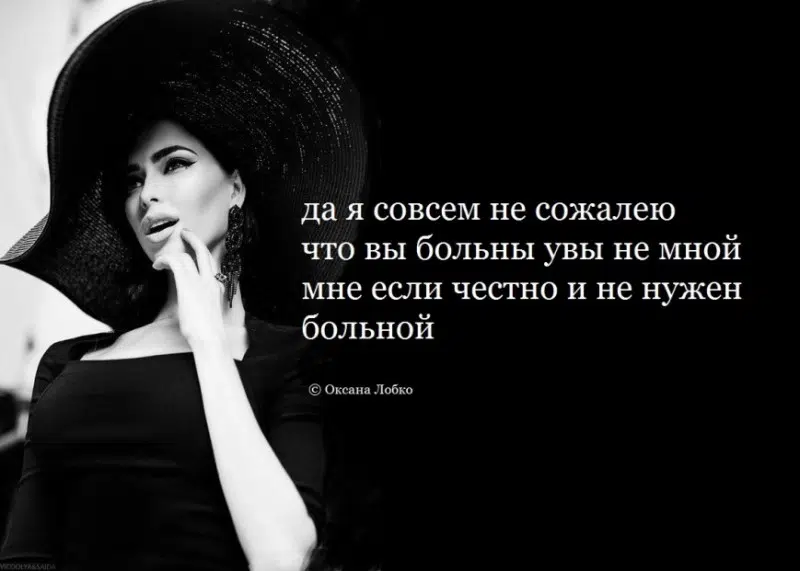 да я совсем не сожалею
что вы больны увы не мной
мне если честно и не нужен
больной
© Оксана Лобко